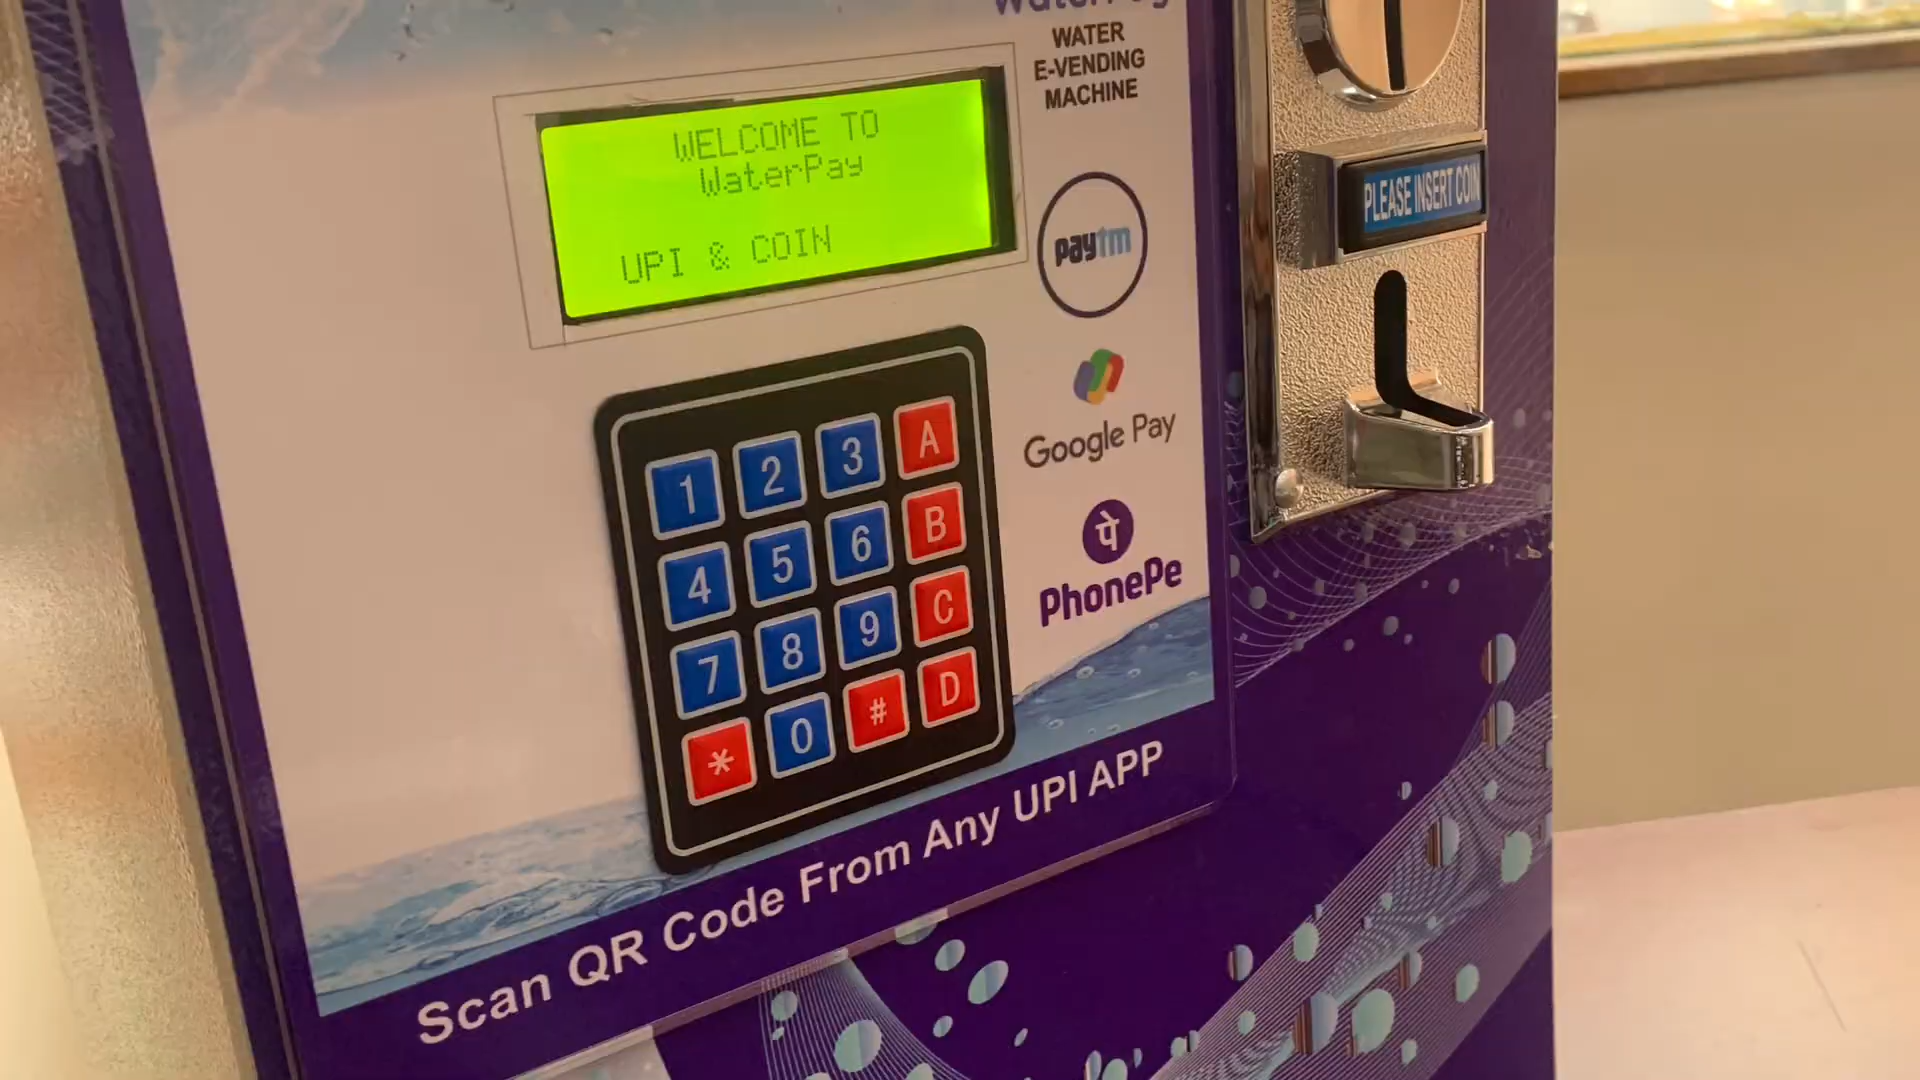 WaterPay
WATER
E-VENDING
MACHINE
WELCOME TO
WaterPay
UPI & COIN
PLEASE INSERT COIN
paytm
Google Pay
पे
PhonePe
1 2 3 A
4 5 6 B
7 8 9 C
* 0 # D
Scan QR Code From Any UPI APP